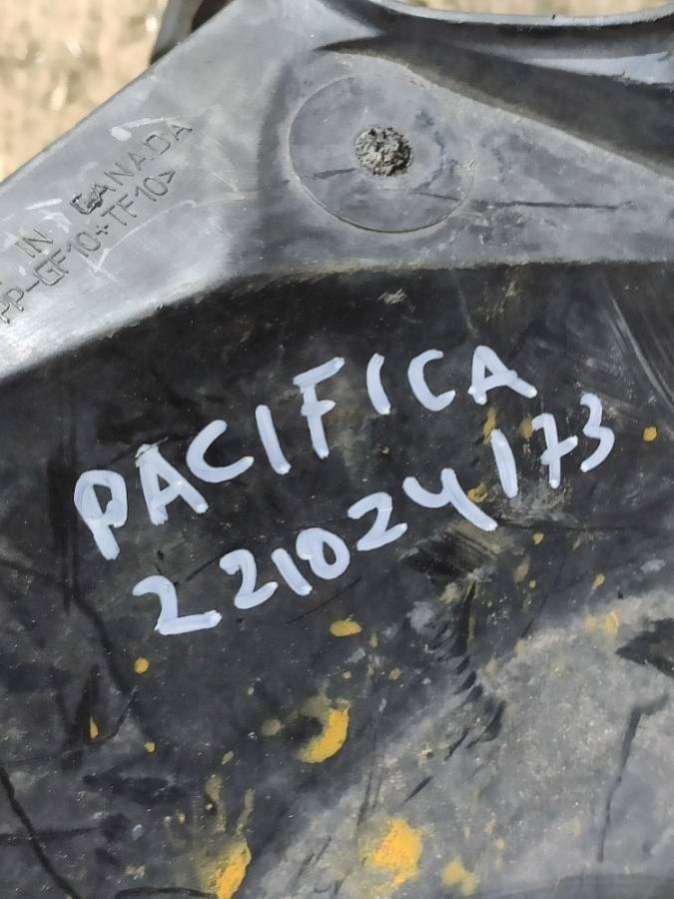 IN CANADA
PP-GF10+TF10>
PACIFICA
221024173